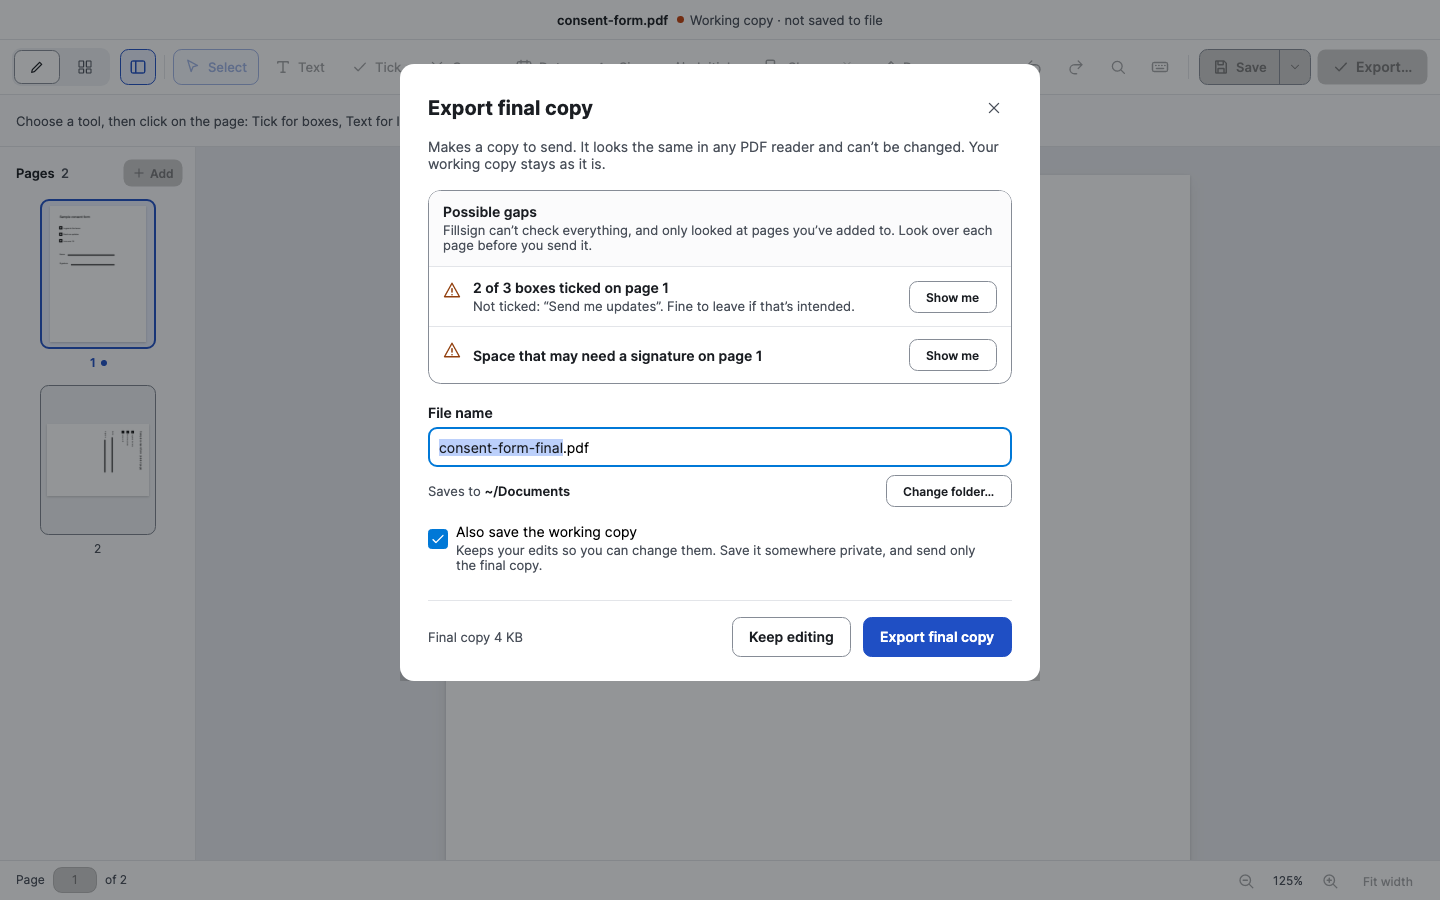 consent-form.pdf Working copy · not saved to file
Select Text Tick
Save Export...
Choose a tool, then click on the page: Tick for boxes, Text for
Pages 2 Add
1
2
Export final copy
Makes a copy to send. It looks the same in any PDF reader and can’t be changed. Your
working copy stays as it is.
Possible gaps
Fillsign can’t check everything, and only looked at pages you’ve added to. Look over each
page before you send it.
2 of 3 boxes ticked on page 1
Not ticked: “Send me updates”. Fine to leave if that’s intended.
Show me
Space that may need a signature on page 1
Show me
File name
consent-form-final.pdf
Saves to ~/Documents
Change folder...
Also save the working copy
Keeps your edits so you can change them. Save it somewhere private, and send only
the final copy.
Final copy 4 KB
Keep editing
Export final copy
Page 1 of 2
125% Fit width